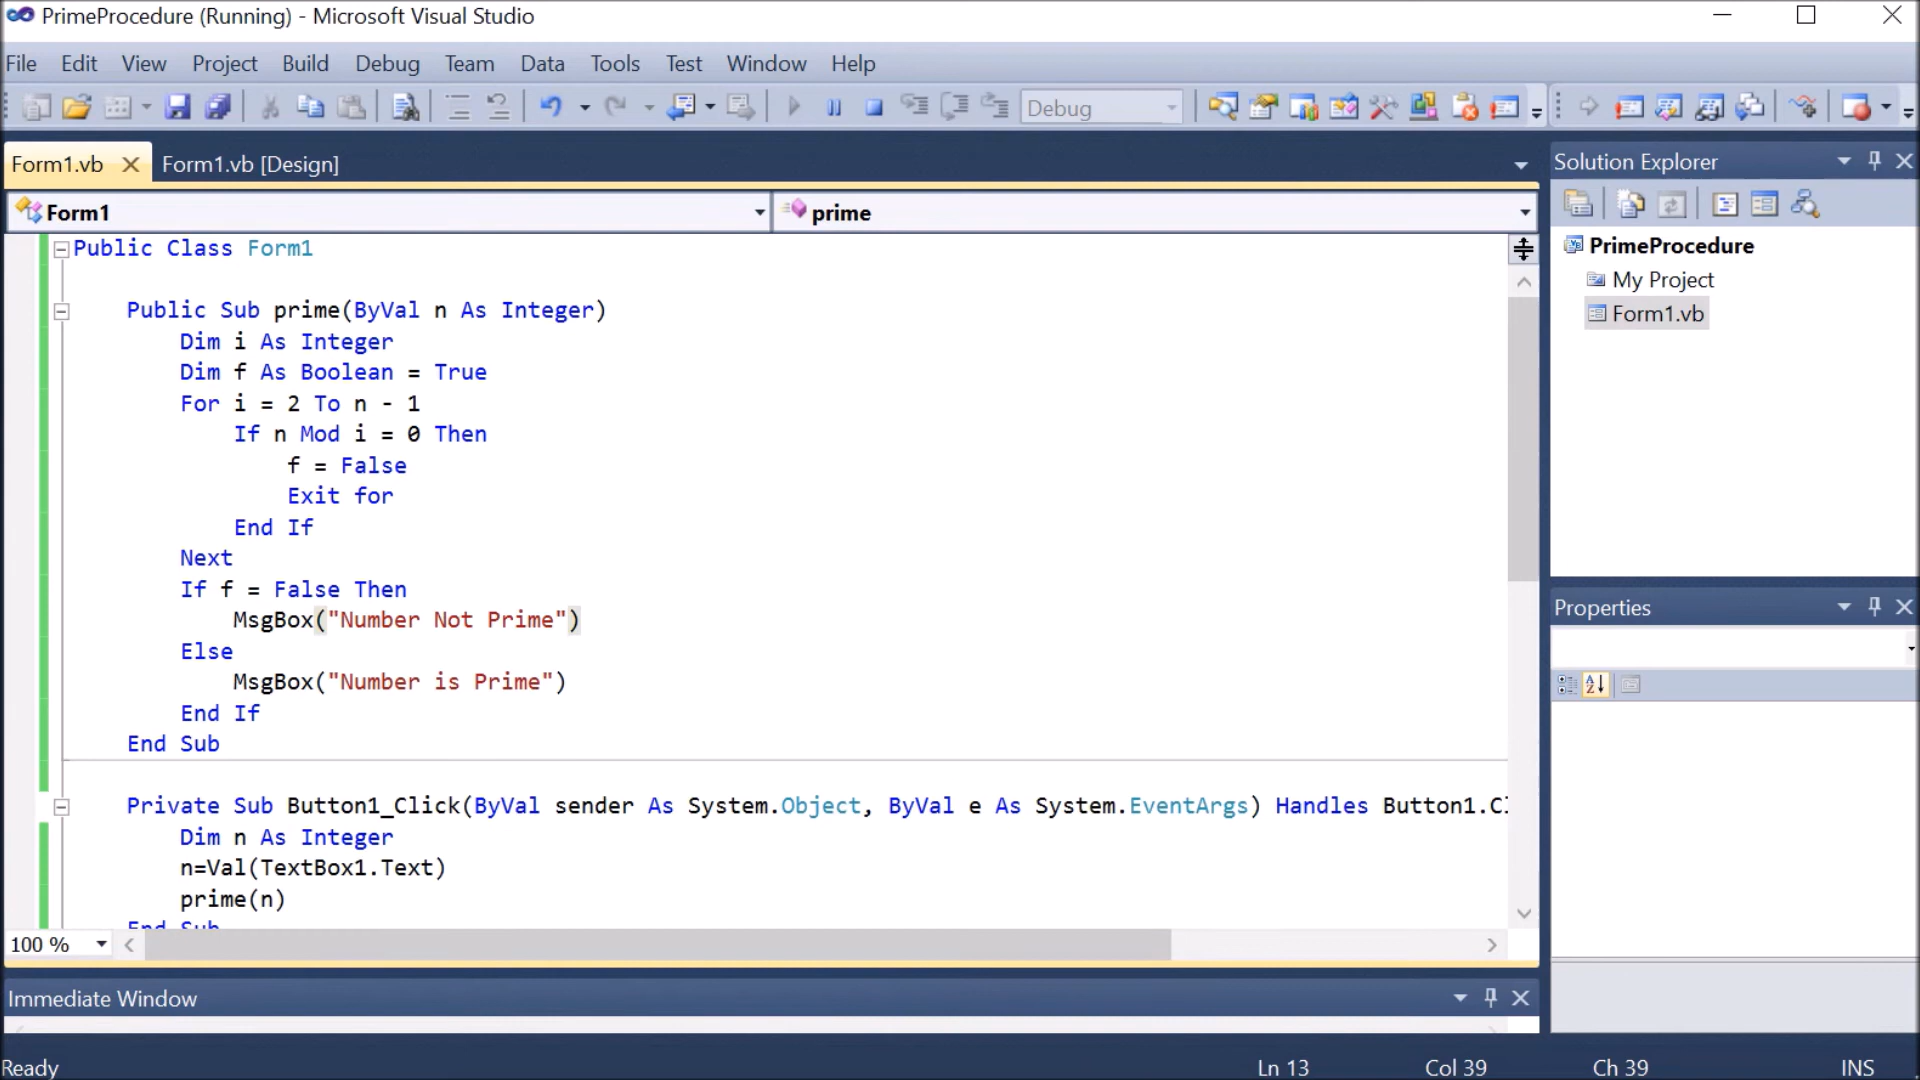 PrimeProcedure (Running) - Microsoft Visual Studio
File Edit View Project Build Debug Team Data Tools Test Window Help
Debug
Form1.vb
Form1.vb [Design]
Form1
prime
Public Class Form1
Public Sub prime(ByVal n As Integer)
Dim i As Integer
Dim f As Boolean = True
For i = 2 To n - 1
If n Mod i = 0 Then
f = False
Exit for
End If
Next
If f = False Then
MsgBox("Number Not Prime")
Else
MsgBox("Number is Prime")
End If
End Sub
Private Sub Button1_Click(ByVal sender As System.Object, ByVal e As System.EventArgs) Handles Button1.Cl
Dim n As Integer
n=Val(TextBox1.Text)
prime(n)
End Sub
100 %
Immediate Window
Solution Explorer
PrimeProcedure
My Project
Form1.vb
Properties
Ready
Ln 13
Col 39
Ch 39
INS